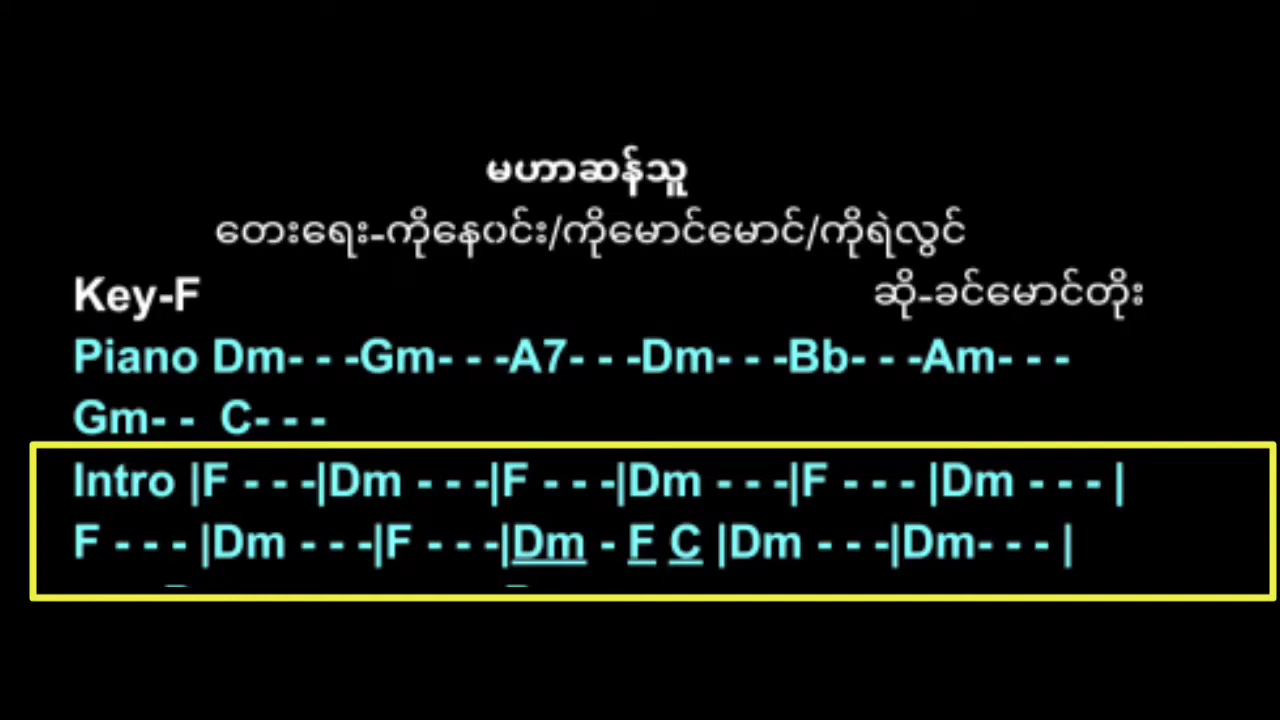 မဟာဆန်သူ
တေးရေး-ကိုနေဝင်း/ကိုမောင်မောင်/ကိုရဲလွင်
Key-F
ဆို-ခင်မောင်တိုး
Piano Dm- - -Gm- - -A7- - -Dm- - -Bb- - -Am- - -
Gm- - C- - -
Intro |F - - -|Dm - - -|F - - -|Dm - - -|F - - - |Dm - - - |
F - - - |Dm - - -|F - - -|Dm - F C |Dm - - -|Dm- - - |